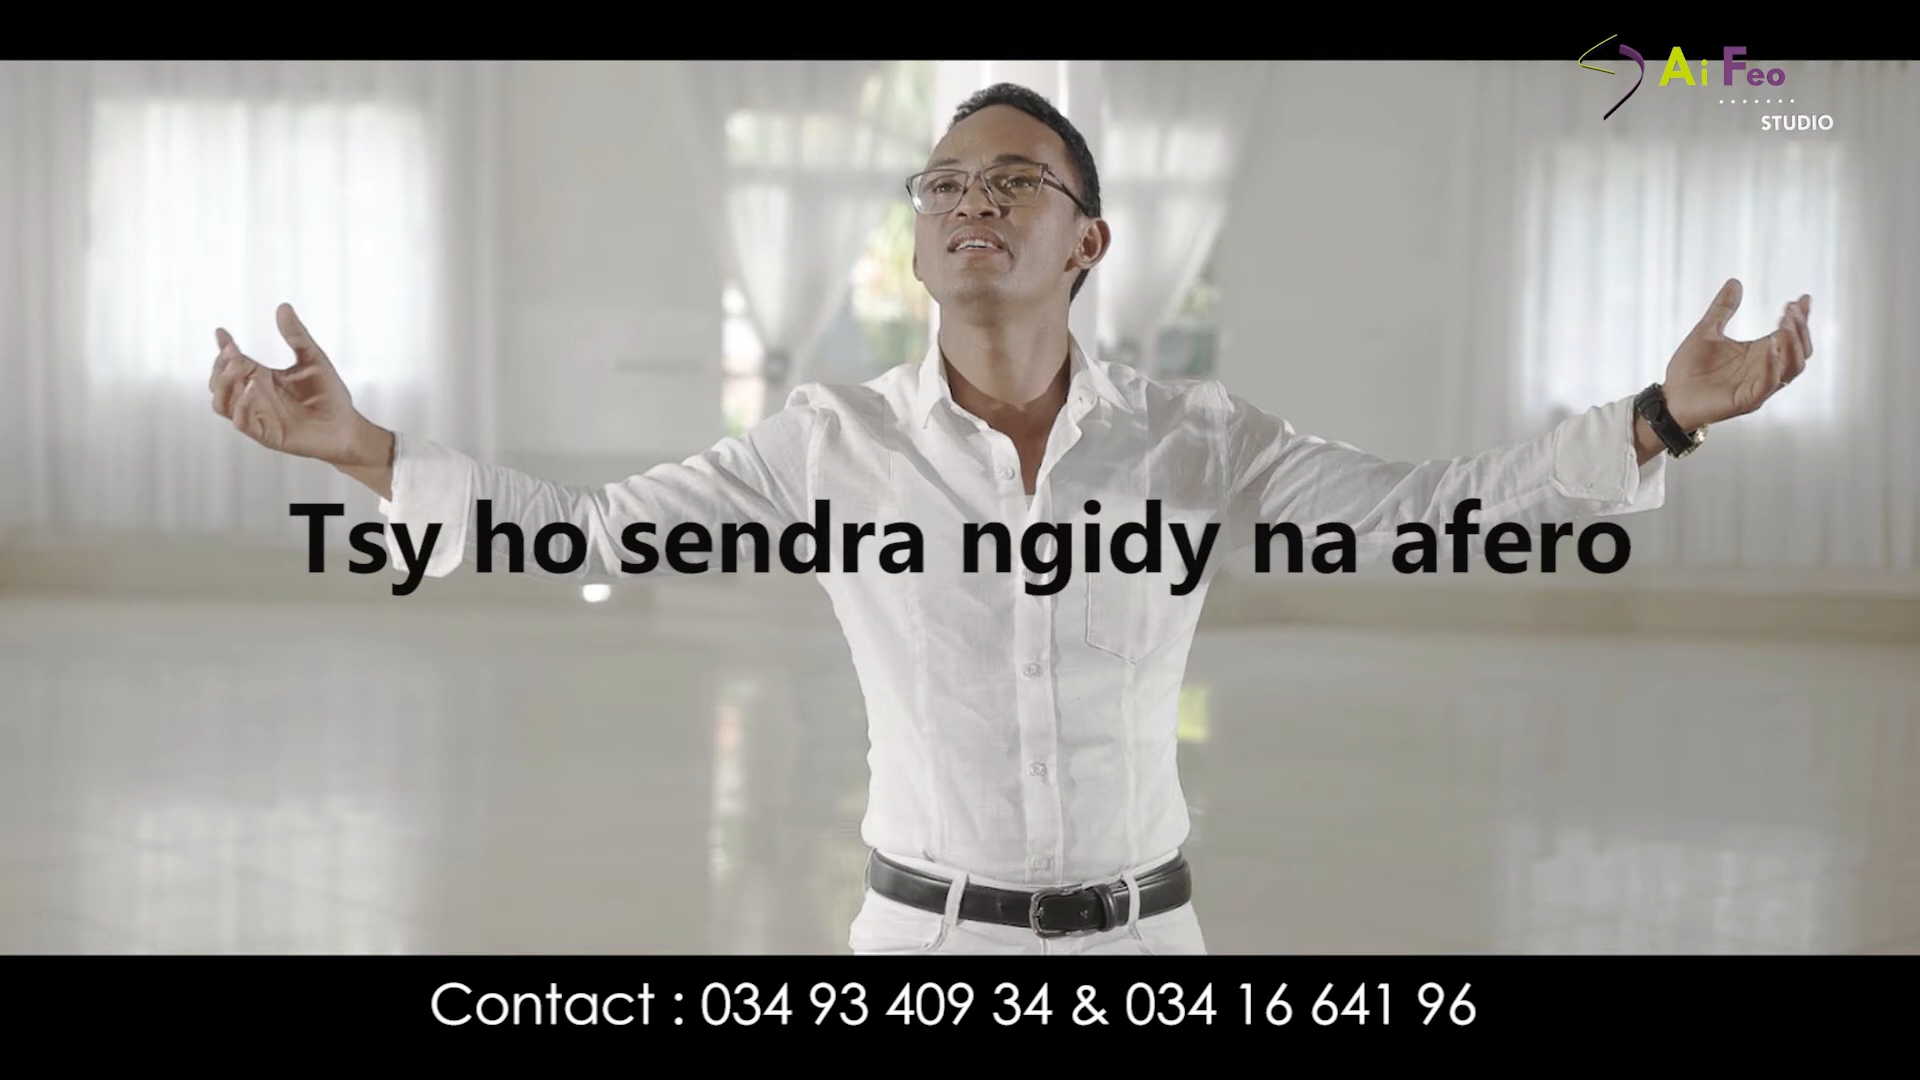 Ai Feo
STUDIO
Tsy ho sendra ngidy na afero
Contact : 034 93 409 34 & 034 16 641 96